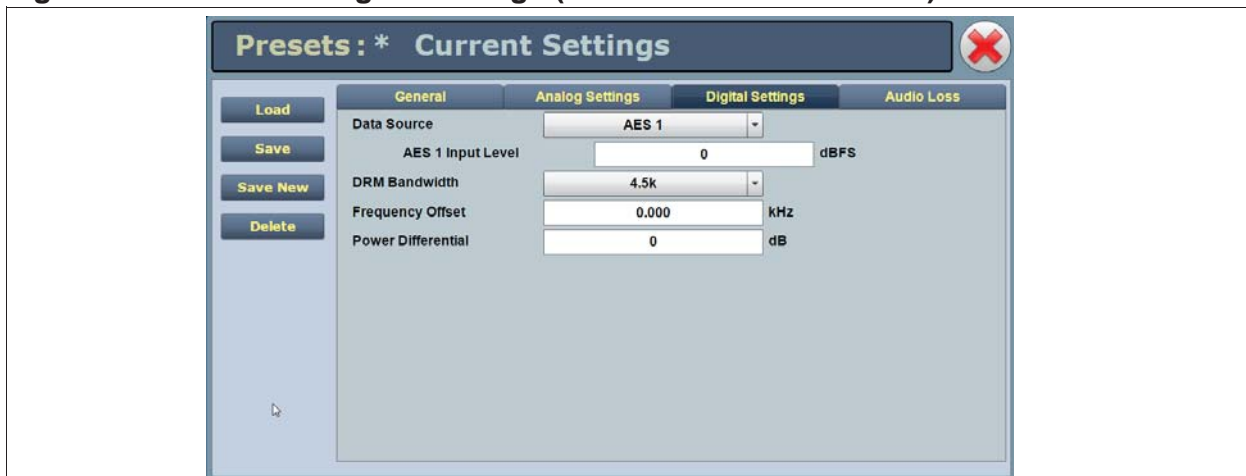 Presets:* Current Settings
General Analog Settings Digital Settings Audio Loss
Load
Save
Save New
Delete
Data Source AES 1
AES 1 Input Level 0 dBFS
DRM Bandwidth 4.5k
Frequency Offset 0.000 kHz
Power Differential 0 dB